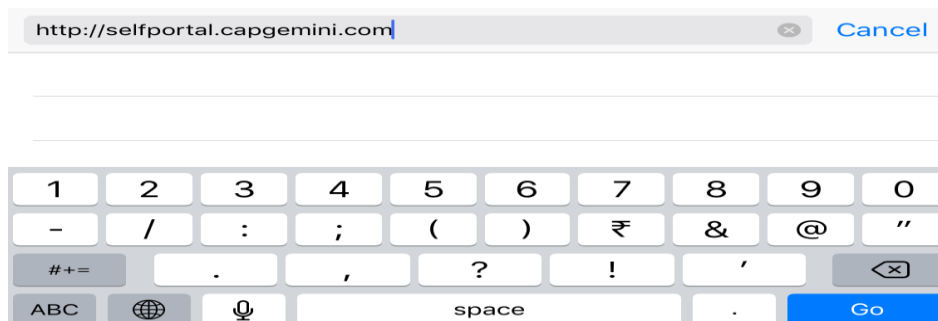 http://selfportal.capgemini.com Cancel
1 2 3 4 5 6 7 8 9 0
- / : ; ( ) ₹ & @ "
#+= . , ? ! '
ABC space . Go